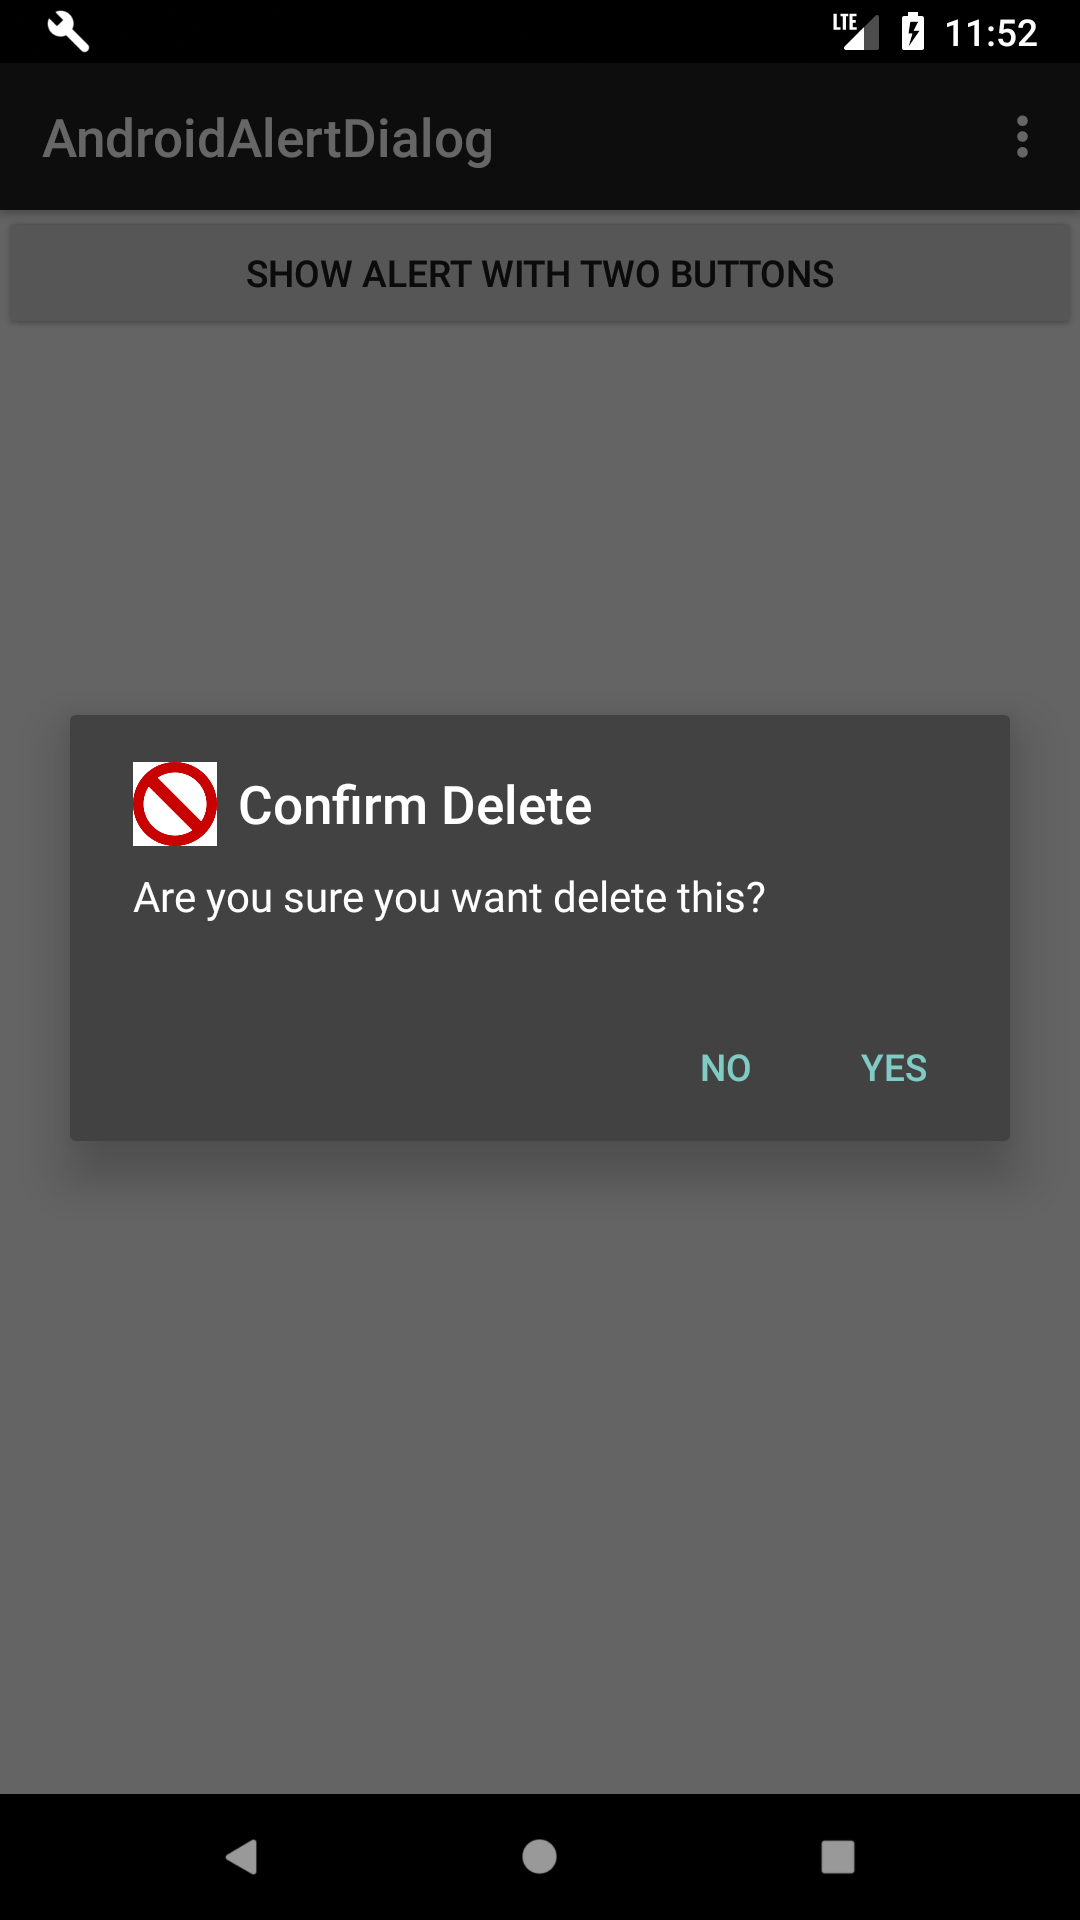 LTE 11:52
AndroidAlertDialog
SHOW ALERT WITH TWO BUTTONS
Confirm Delete
Are you sure you want delete this?
NO YES